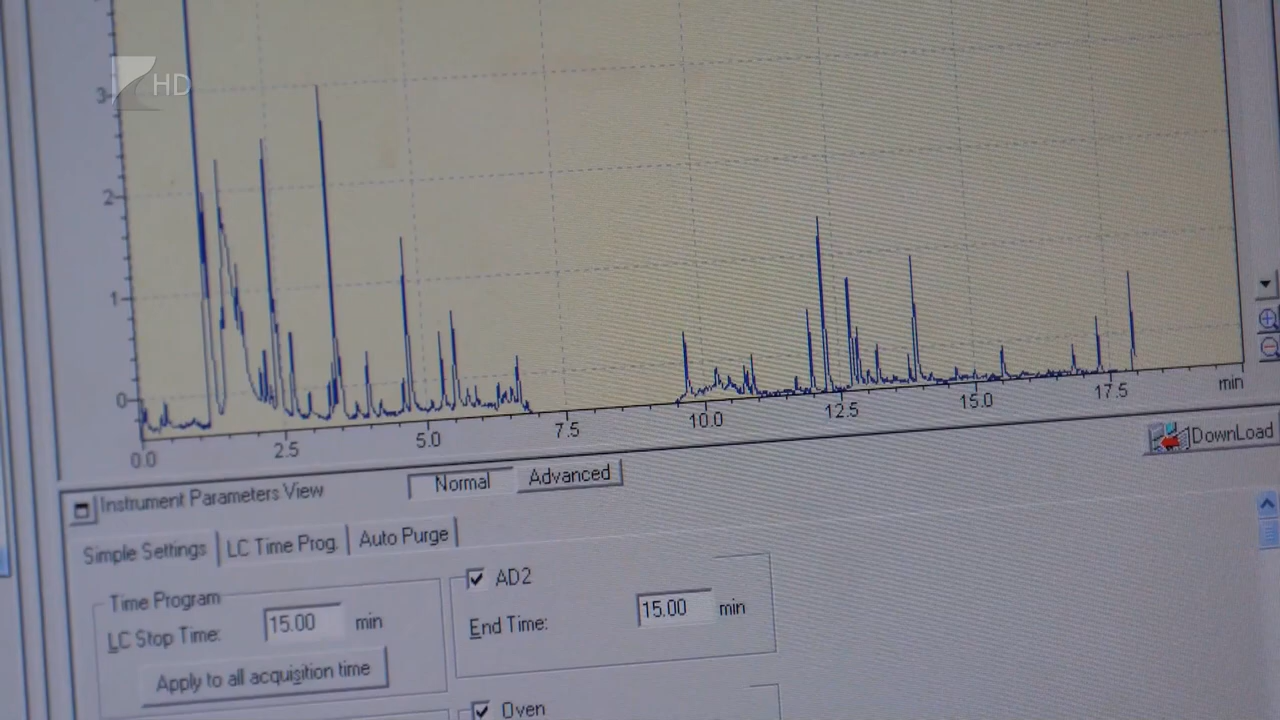 HD
3
2
1
0
0.0 2.5 5.0 7.5 10.0 12.5 15.0 17.5 min
DownLoad
Instrument Parameters View Normal Advanced
Simple Settings LC Time Prog. Auto Purge
Time Program
LC Stop Time: 15.00 min
Apply to all acquisition time
AD2
End Time: 15.00 min
Oven